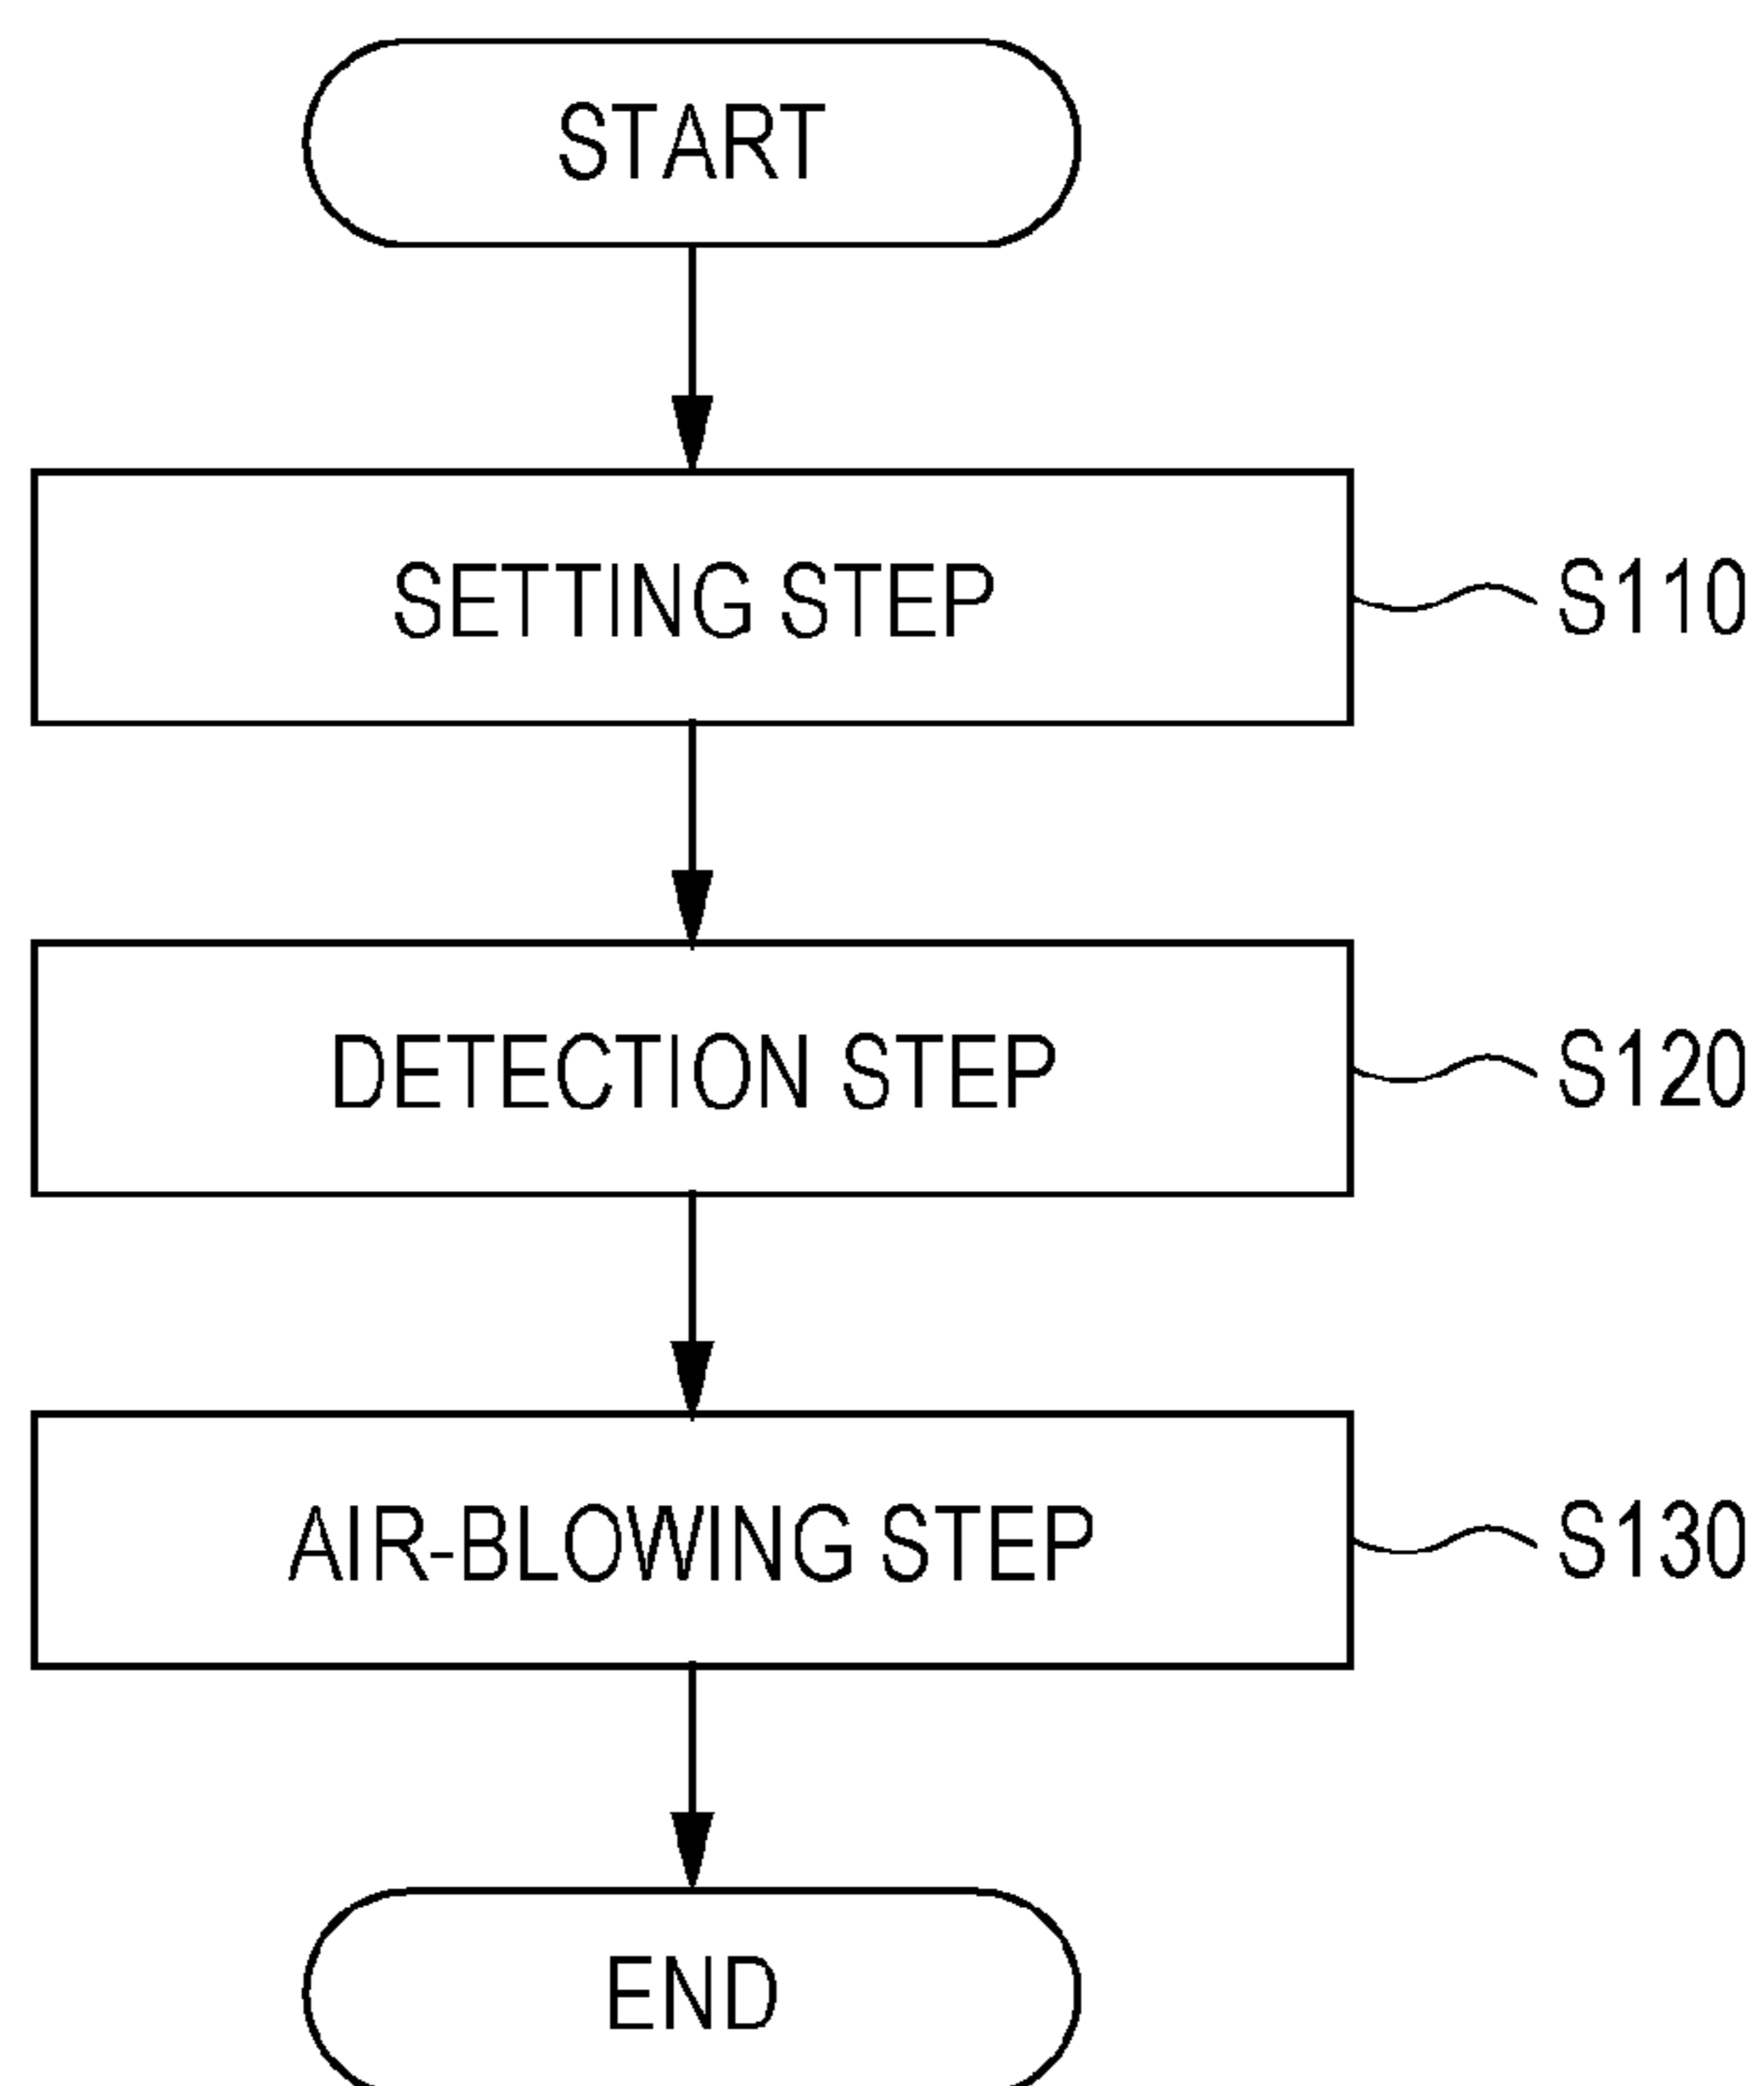 START
SETTING STEP
S110
DETECTION STEP
S120
AIR-BLOWING STEP
S130
END